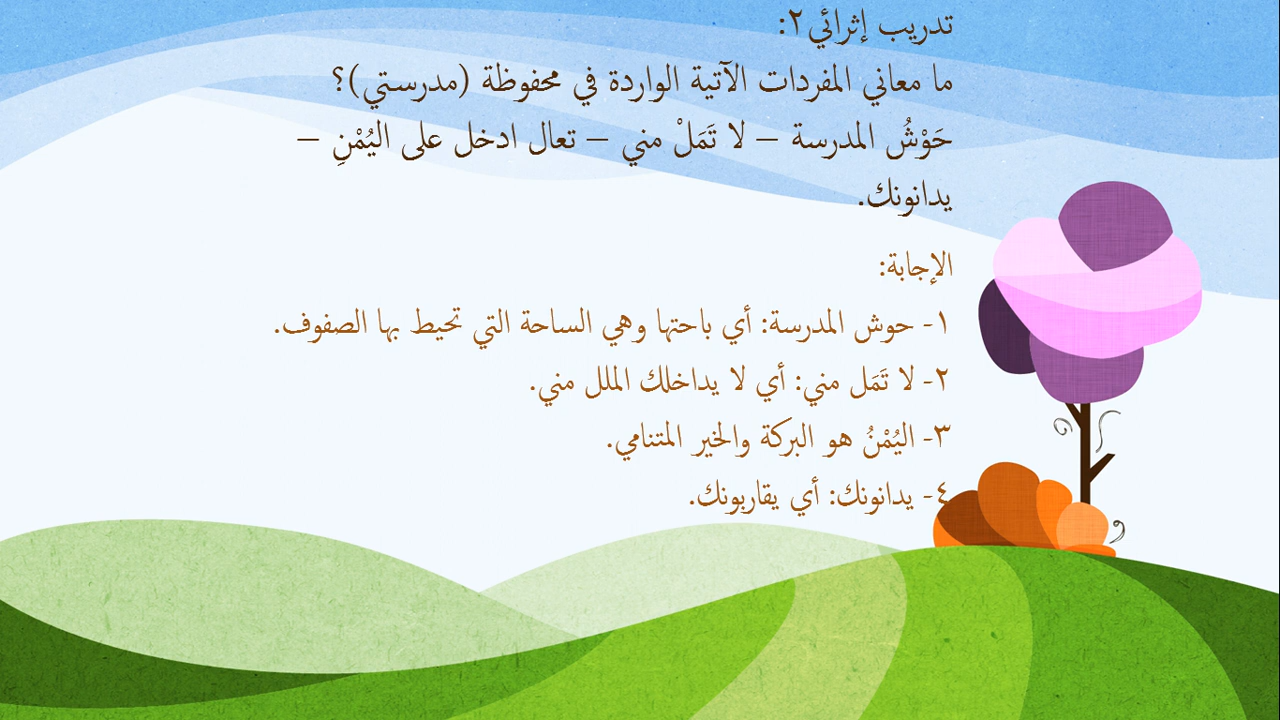 تدريب إثرائي٢:
ما معاني المفردات الآتية الواردة في محفوظة (مدرستي)؟
حَوْشُ المدرسة – لا تَمَلْ مني – تعال ادخل على اليُمْنِ –
يدانونك.
الإجابة:
١- حوش المدرسة: أي باحتها وهي الساحة التي تحيط بها الصفوف.
٢- لا تَمَل مني: أي لا يداخلك الملل مني.
٣- اليُمْنُ هو البركة والخير المتنامي.
٤- يدانونك: أي يقاربونك.